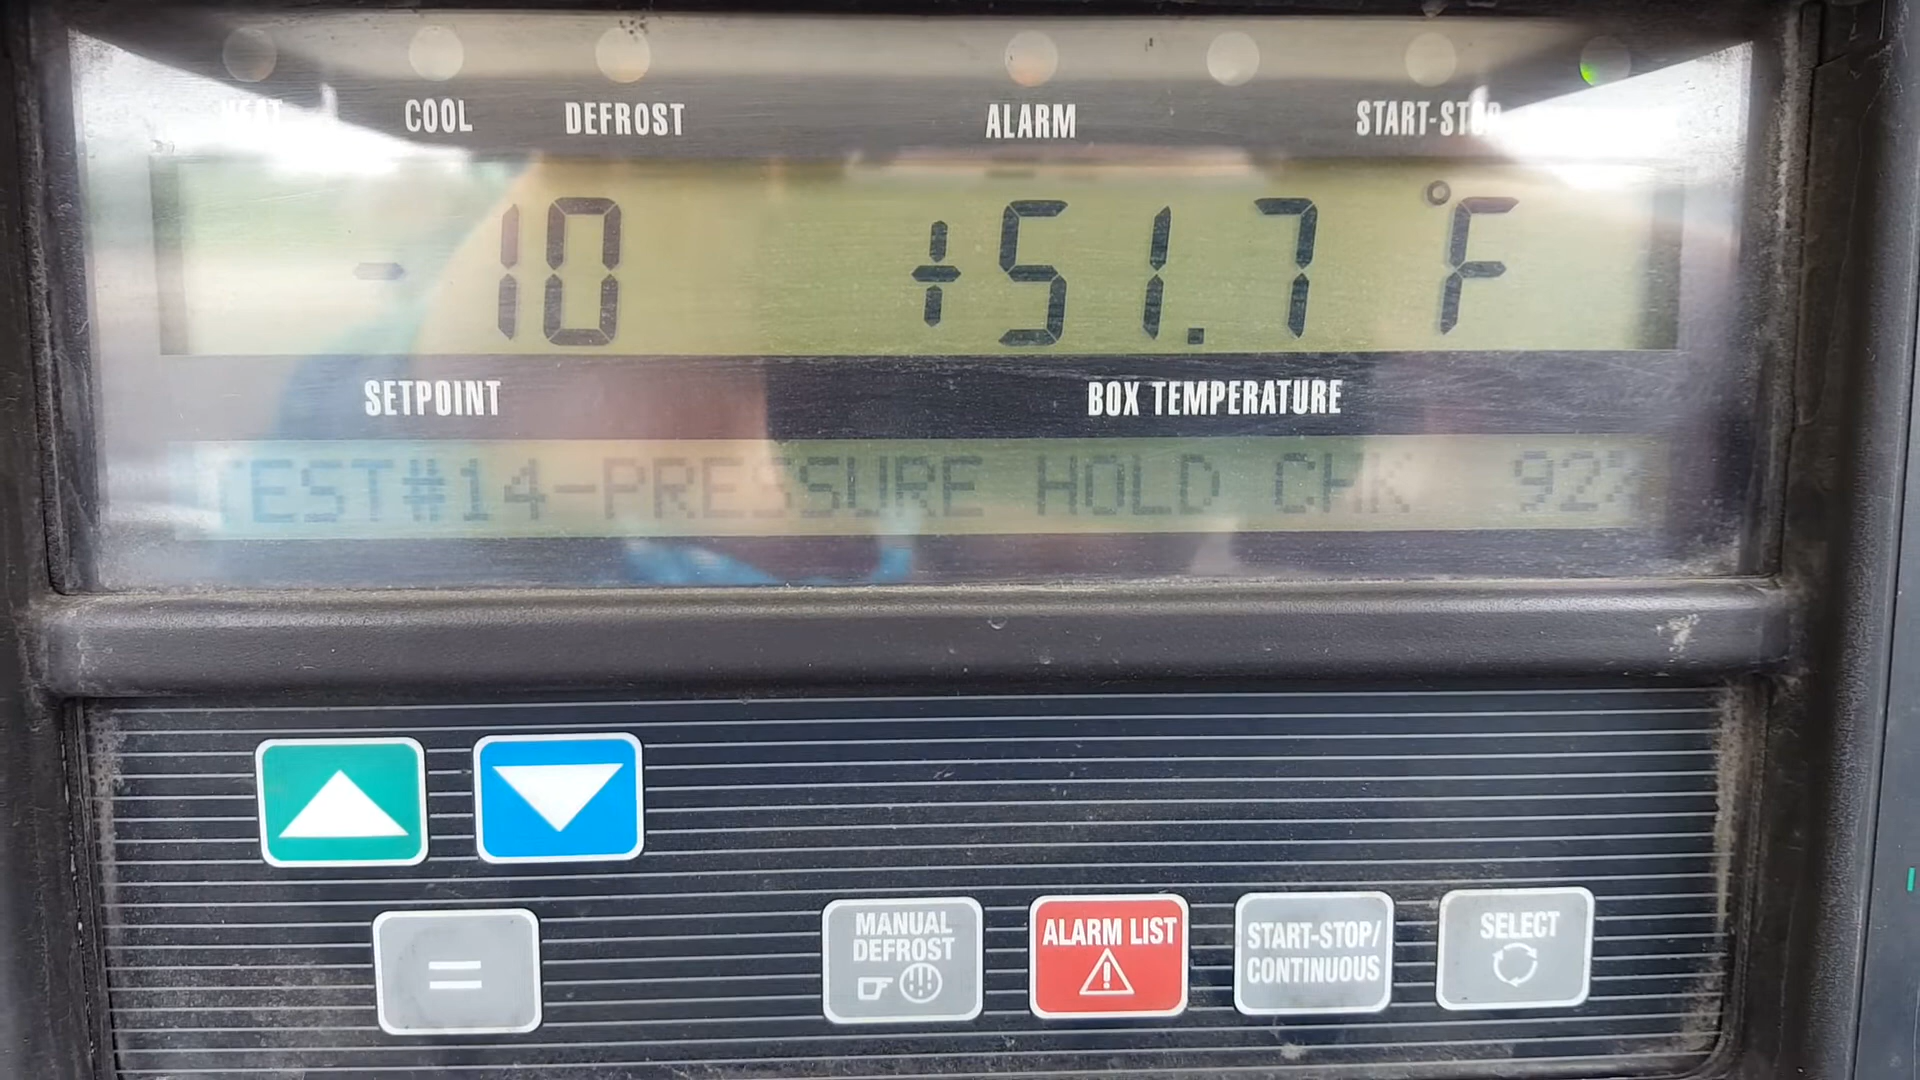 HEAT COOL DEFROST ALARM START-STOP
-10 +51.7 °F
SETPOINT BOX TEMPERATURE
TEST#14-PRESSURE HOLD CHK 92%
MANUAL DEFROST ALARM LIST START-STOP/CONTINUOUS SELECT
=